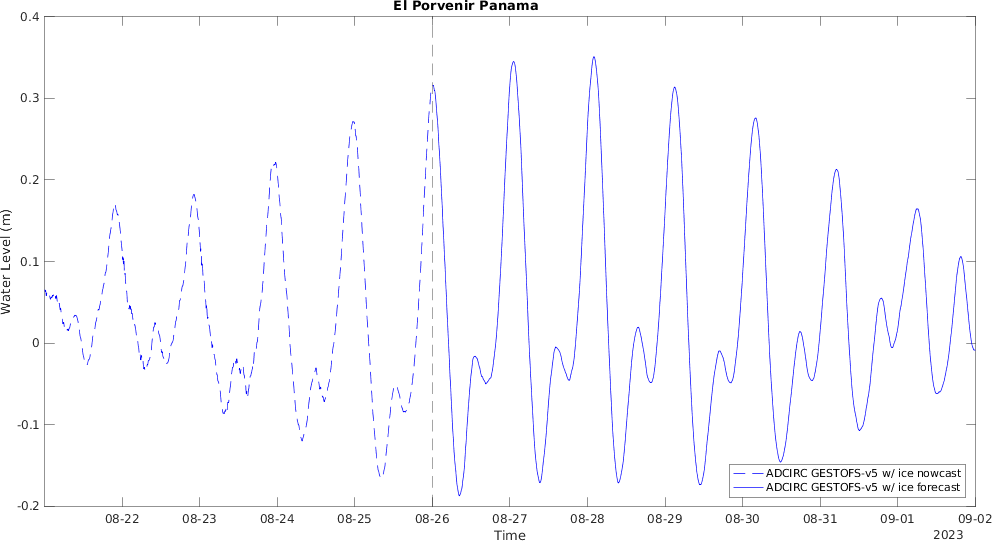 El Porvenir Panama
0.4
0.3
0.2
0.1
0
-0.1
-0.2
Water Level (m)
ADCIRC GESTOFS-v5 w/ ice nowcast
ADCIRC GESTOFS-v5 w/ ice forecast
08-22 08-23 08-24 08-25 08-26 08-27 08-28 08-29 08-30 08-31 09-01 09-02
Time
2023